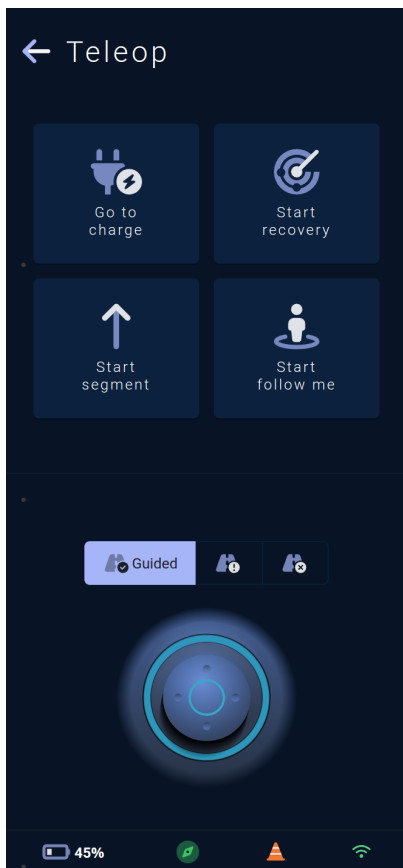 Teleop
Go to
charge
Start
recovery
Start
segment
Start
follow me
Guided
45%